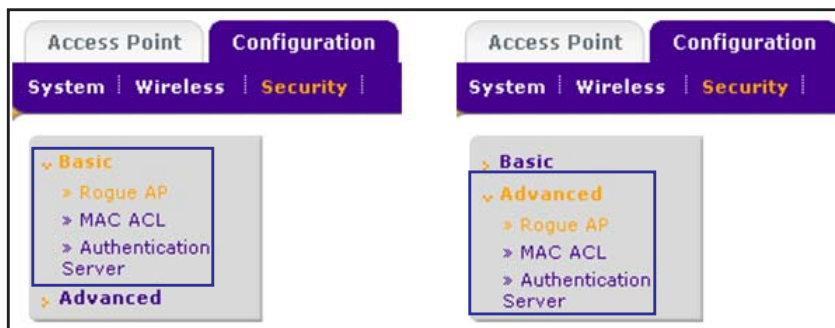 Access Point Configuration
System Wireless Security
Basic
» Rogue AP
» MAC ACL
» Authentication
Server
Advanced
Access Point Configuration
System Wireless Security
Basic
Advanced
» Rogue AP
» MAC ACL
» Authentication
Server